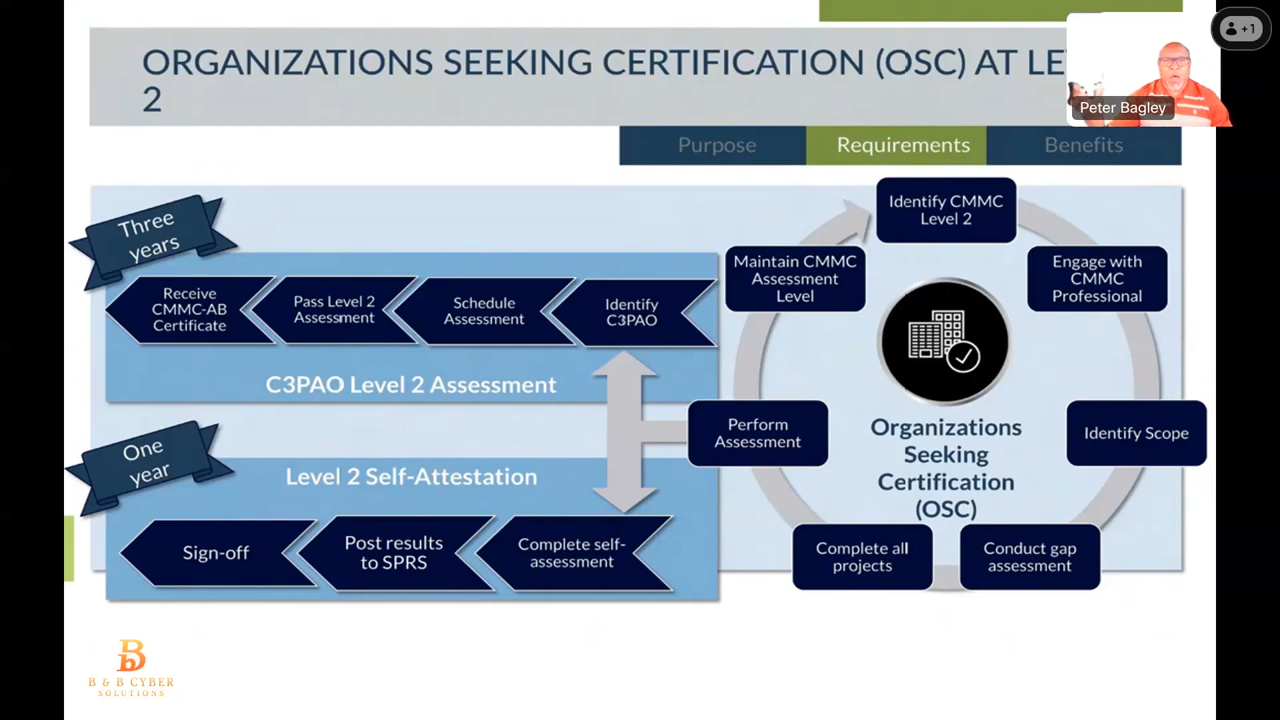 ORGANIZATIONS SEEKING CERTIFICATION (OSC) AT
2
+1
Peter Bagley
Purpose
Requirements
Benefits
Three
years
Receive
CMMC-AB
Certificate
Pass Level 2
Assessment
Schedule
Assessment
Identify
C3PAO
C3PAO Level 2 Assessment
One
year
Level 2 Self-Attestation
Sign-off
Post results
to SPRS
Complete self-
assessment
Identify CMMC
Level 2
Engage with
CMMC
Professional
Identify Scope
Conduct gap
assessment
Complete all
projects
Perform
Assessment
Maintain CMMC
Assessment
Level
Organizations
Seeking
Certification
(OSC)
B & B CYBER
SOLUTIONS